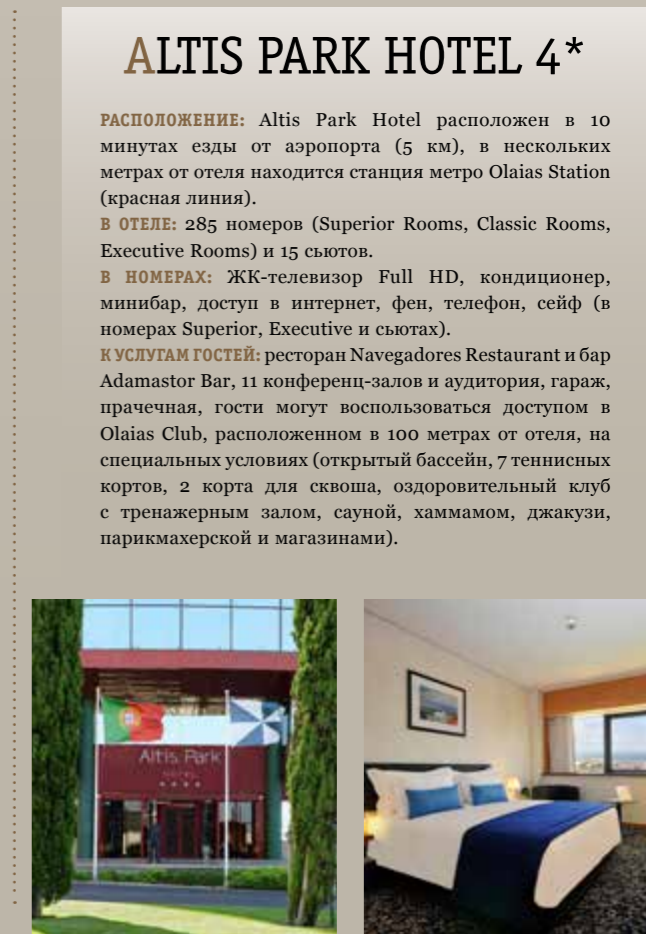 ALTIS PARK HOTEL 4*
РАСПОЛОЖЕНИЕ: Altis Park Hotel расположен в 10
минутах езды от аэропорта (5 км), в нескольких
метрах от отеля находится станция метро Olaias Station
(красная линия).
В ОТЕЛЕ: 285 номеров (Superior Rooms, Classic Rooms,
Executive Rooms) и 15 сьютов.
В НОМЕРАХ: ЖК-телевизор Full HD, кондиционер,
минибар, доступ в интернет, фен, телефон, сейф (в
номерах Superior, Executive и сьютах).
К УСЛУГАМ ГОСТЕЙ: ресторан Navegadores Restaurant и бар
Adamastor Bar, 11 конференц-залов и аудитория, гараж,
прачечная, гости могут воспользоваться доступом в
Olaias Club, расположенном в 100 метрах от отеля, на
специальных условиях (открытый бассейн, 7 теннисных
кортов, 2 корта для сквоша, оздоровительный клуб
с тренажерным залом, сауной, хаммамом, джакузи,
парикмахерской и магазинами).
Altis Park
HOTEL